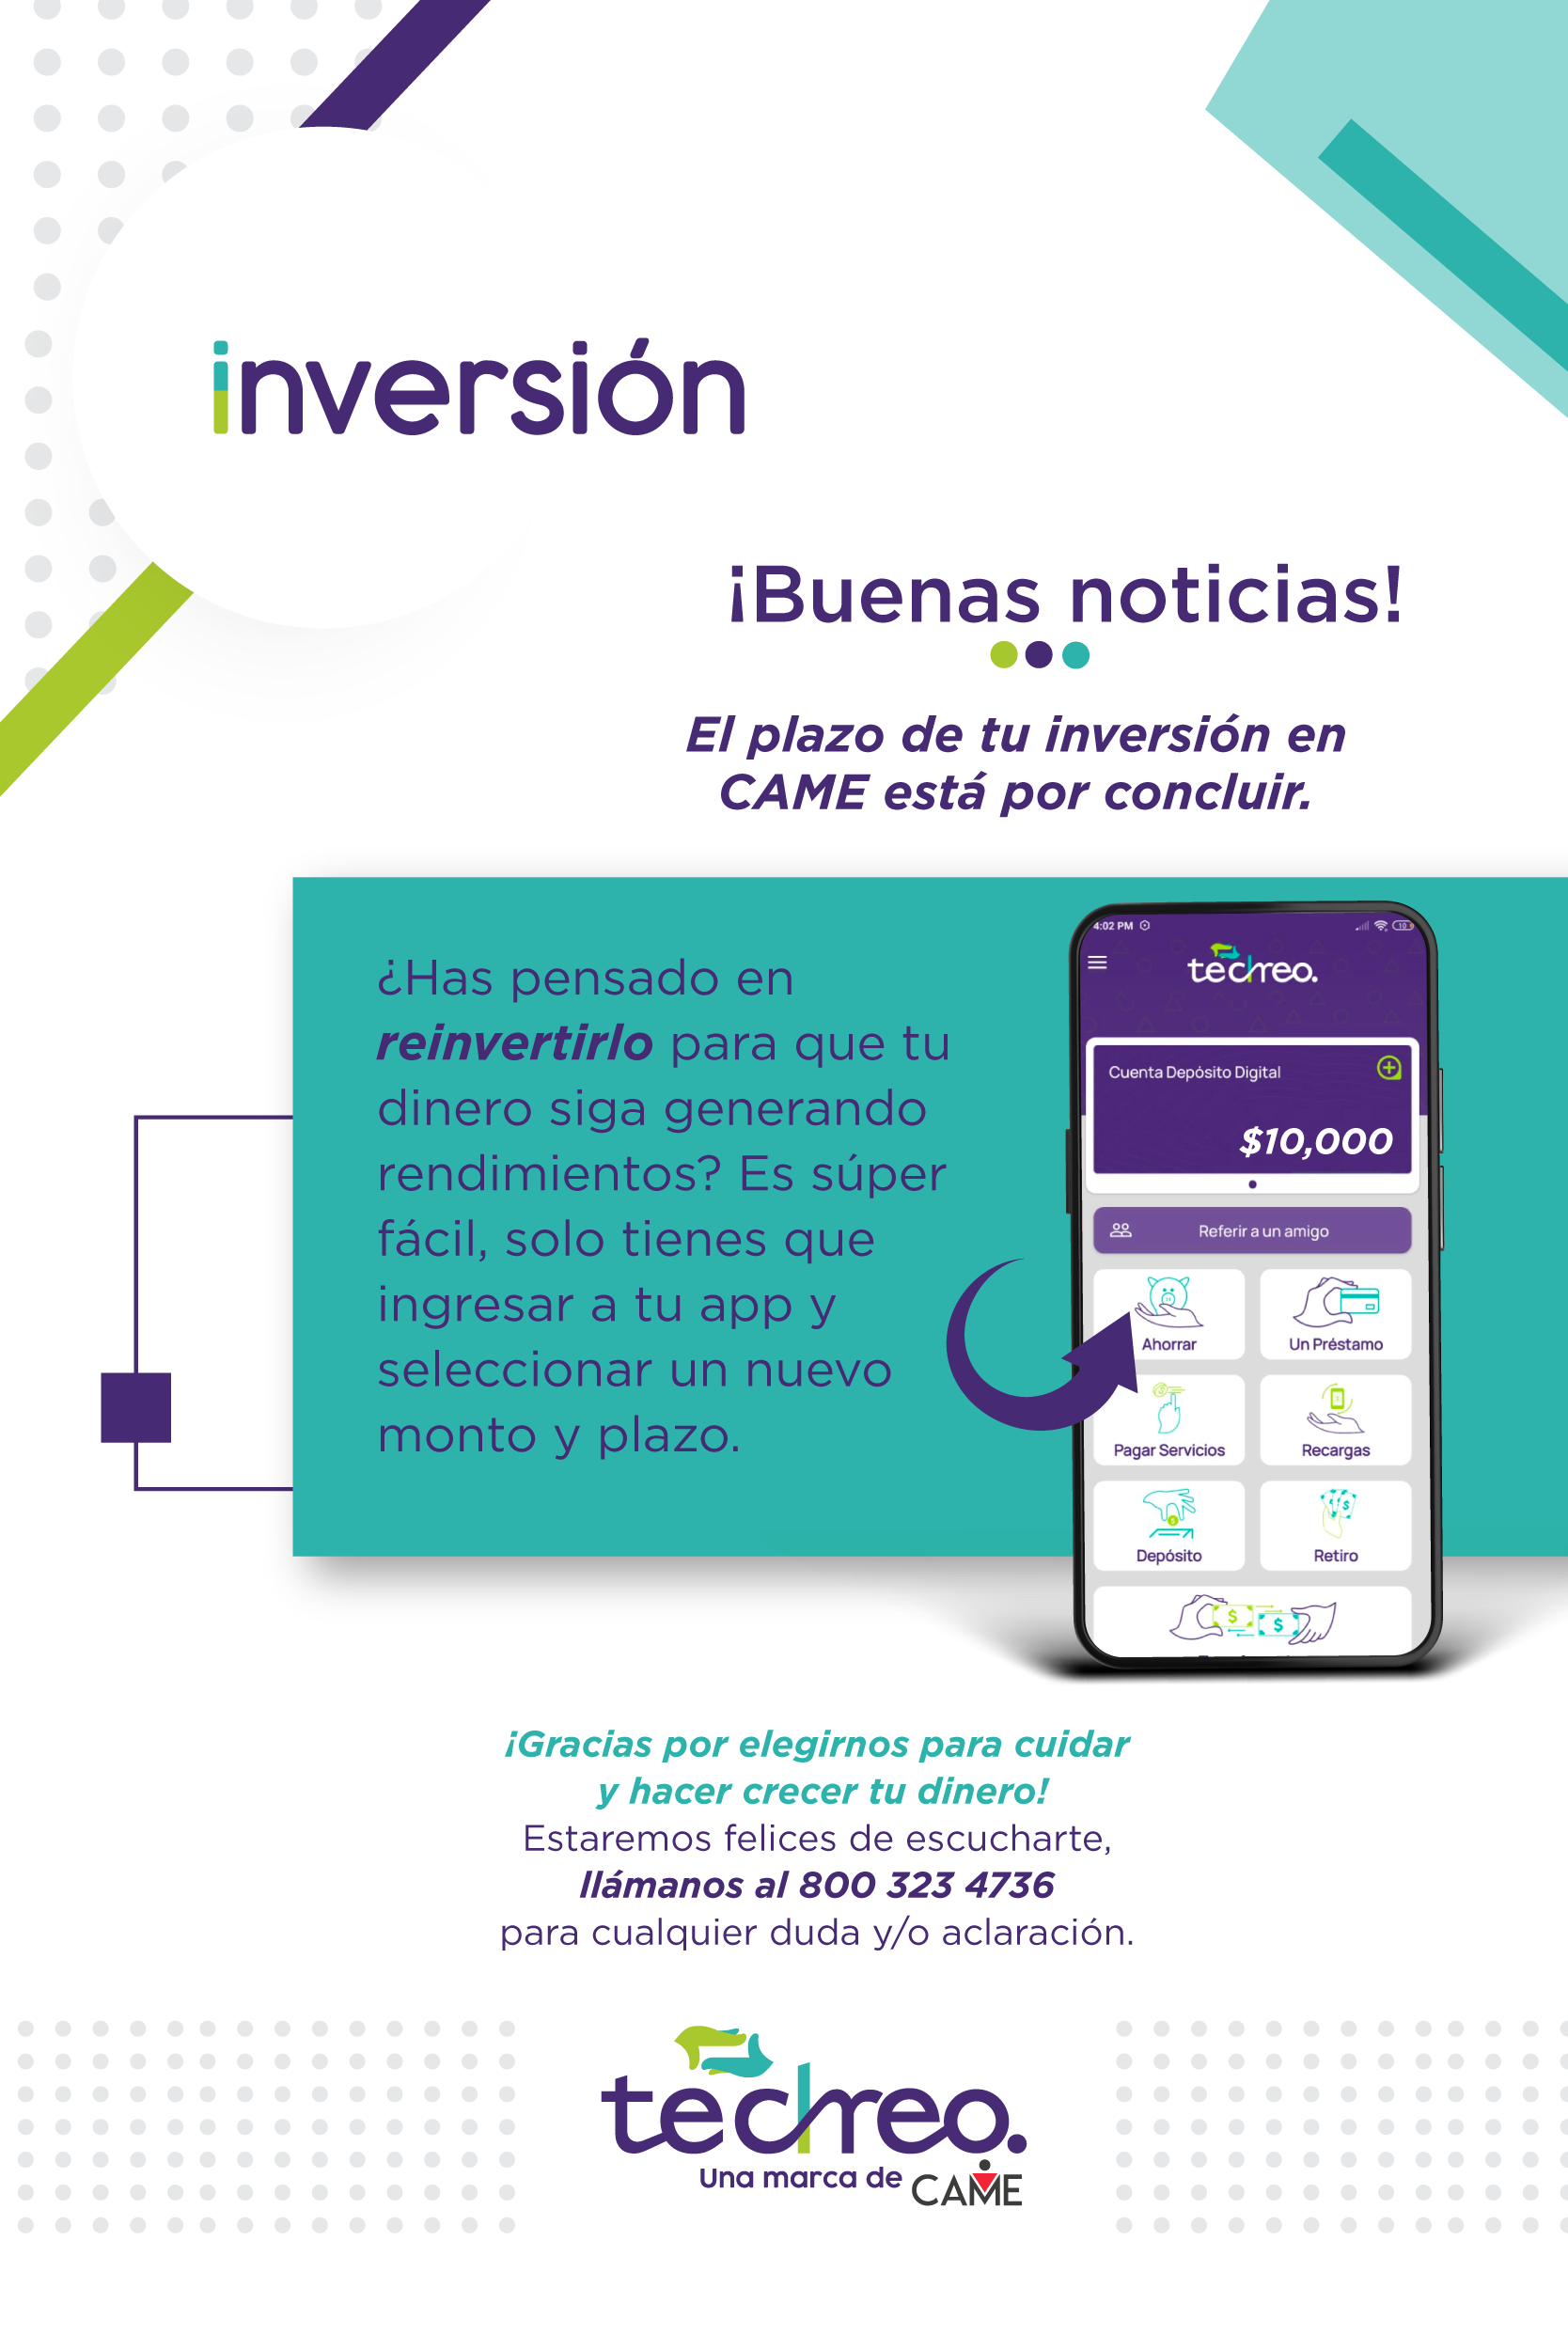 inversión
¡Buenas noticias!
El plazo de tu inversión en
CAME está por concluir.
¿Has pensado en
reinvertirlo para que tu
dinero siga generando
rendimientos? Es súper
fácil, solo tienes que
ingresar a tu app y
seleccionar un nuevo
monto y plazo.
4:02 PM
10
techreo.
Cuenta Depósito Digital
$10,000
Referir a un amigo
Ahorrar
Un Préstamo
Pagar Servicios
Recargas
Depósito
Retiro
¡Gracias por elegirnos para cuidar
y hacer crecer tu dinero!
Estaremos felices de escucharte,
llámanos al 800 323 4736
para cualquier duda y/o aclaración.
techreo.
Una marca de CAME